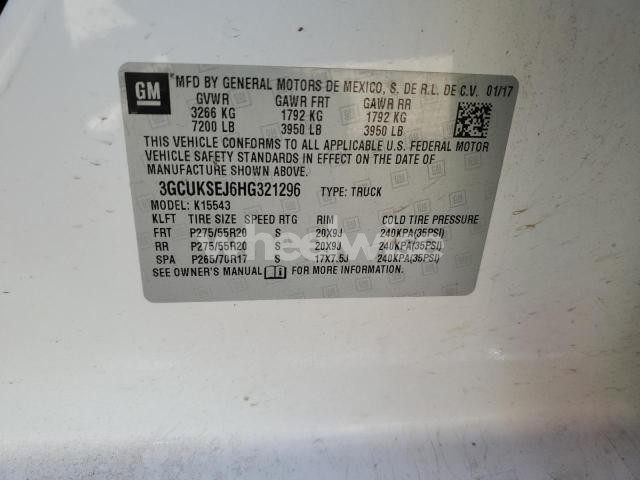 GM
MFD BY GENERAL MOTORS DE MEXICO, S. DE R.L. DE C.V. 01/17
GVWR GAWR FRT GAWR RR
3266 KG 1792 KG 1792 KG
7200 LB 3950 LB 3950 LB
THIS VEHICLE CONFORMS TO ALL APPLICABLE U.S. FEDERAL MOTOR
VEHICLE SAFETY STANDARDS IN EFFECT ON THE DATE OF
MANUFACTURE SHOWN ABOVE.
3GCUKSEJ6HG321296 TYPE: TRUCK
MODEL: K15543
KLFT TIRE SIZE SPEED RTG RIM COLD TIRE PRESSURE
FRT P275/55R20 S 20X9J 240KPA(35PSI)
RR P275/55R20 S 20X9J 240KPA(35PSI)
SPA P265/70R17 S 17X7.5J 240KPA(35PSI)
SEE OWNER'S MANUAL FOR MORE INFORMATION.